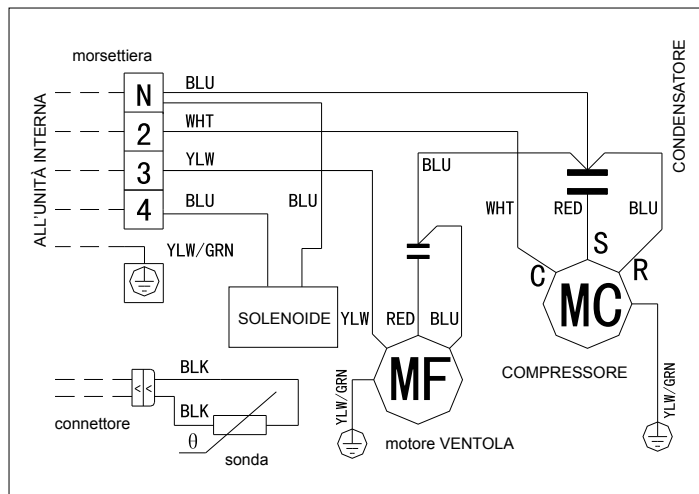 morsettiera
CONDENSATORE
ALL'UNITÀ INTERNA
N
BLU
2
WHT
3
YLW
4
BLU
BLU
BLU
YLW/GRN
WHT
RED
BLU
C
S
R
MC
COMPRESSORE
YLW/GRN
SOLENOIDE
YLW
RED
BLU
MF
YLW/GRN
motore VENTOLA
BLK
<<
BLK
connettore
θ
sonda